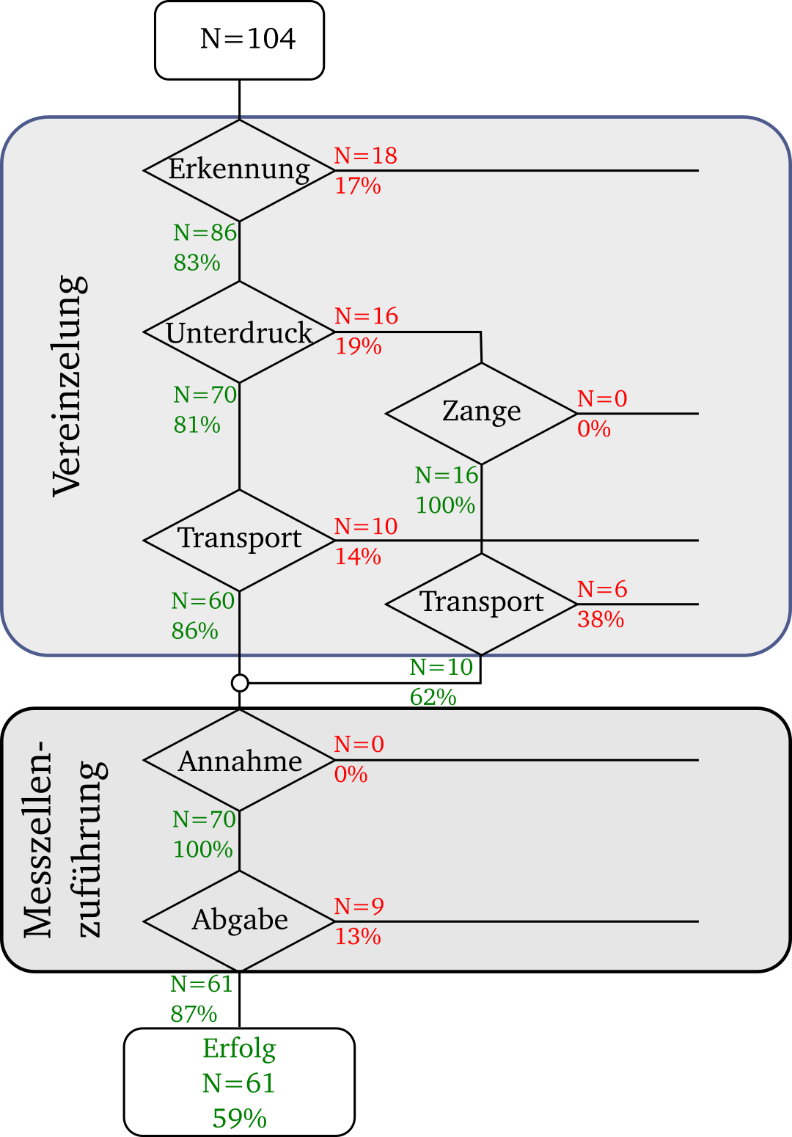 N=104
Erkennung
N=18
17%
N=86
83%
Vereinzelung
Unterdruck
N=16
19%
N=70
81%
Zange
N=0
0%
N=16
100%
Transport
N=10
14%
N=60
86%
Transport
N=6
38%
N=10
62%
Messzellen-
zuführung
Annahme
N=0
0%
N=70
100%
Abgabe
N=9
13%
N=61
87%
Erfolg
N=61
59%